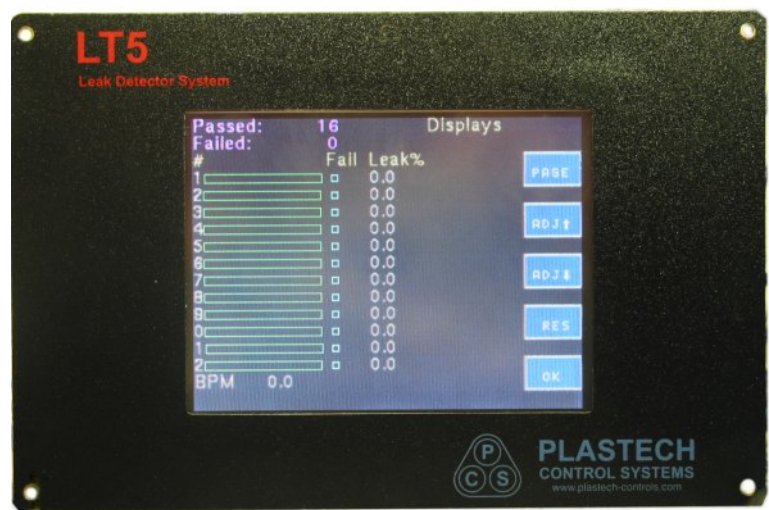 LT5
Leak Detector System
Passed: 16 Displays
Failed: 0
# Fail Leak%
1 0.0
2 0.0
3 0.0
4 0.0
5 0.0
6 0.0
7 0.0
8 0.0
9 0.0
0 0.0
1 0.0
2 0.0
BPM 0.0
PAGE
ADJ↑
ADJ↓
RES
OK
P
C S
PLASTECH
CONTROL SYSTEMS
www.plastech-controls.com